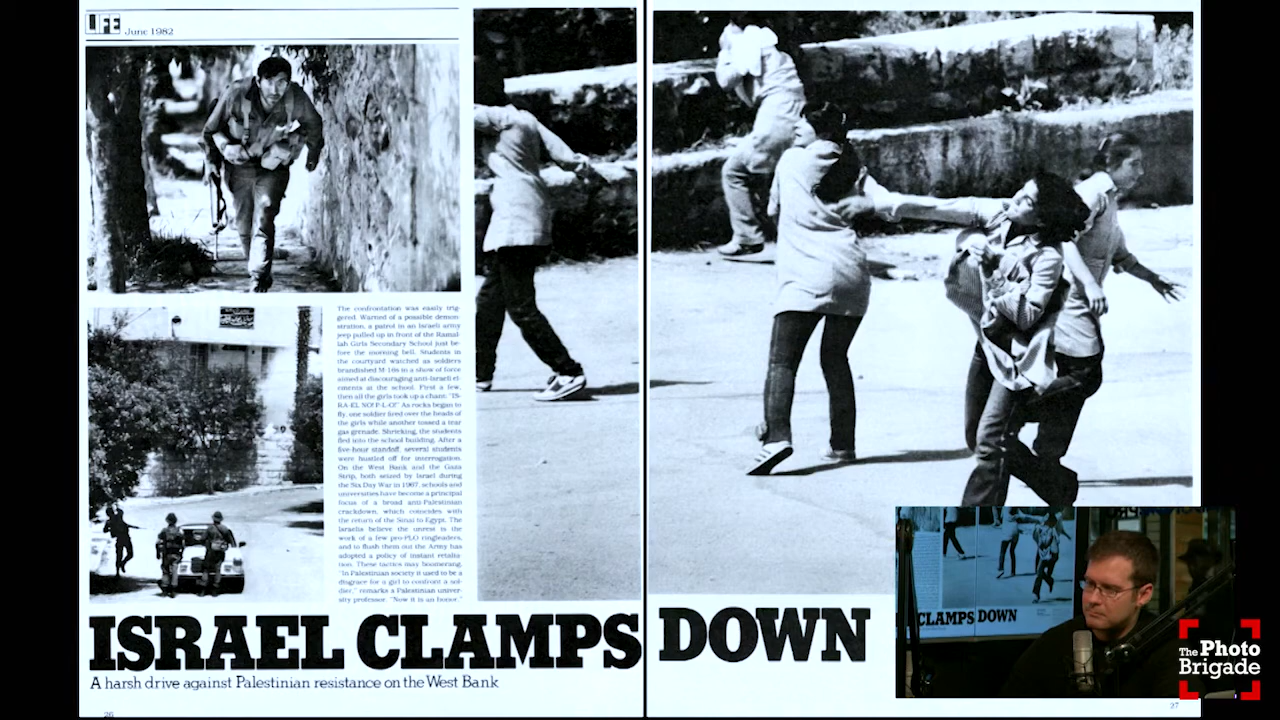 LIFE June 1982
The confrontation was easily trig-
gered. Warned of a possible demon-
stration, a patrol in an Israeli army
jeep pulled up in front of the Ramal-
lah Girls Secondary School just be-
fore the morning bell. Students in
the courtyard watched as soldiers
brandished M-16s in a show of force
aimed at discouraging anti-Israeli el-
ements at the school. First a few,
then all the girls took up a chant: "IS-
RA-EL NO! P-L-O!" As rocks began to
fly, one soldier fired over the heads of
the girls while another tossed a tear
gas grenade. Shrieking, the students
fled into the school building. After a
five-hour standoff, several students
were hustled off for interrogation.
On the West Bank and the Gaza
Strip, both seized by Israel during
the Six Day War in 1967, schools and
universities have become a principal
focus of a broad anti-Palestinian
crackdown, which coincides with
the return of the Sinai to Egypt. The
Israelis believe the unrest is the
work of a few pro-PLO ringleaders,
and to flush them out the Army has
adopted a policy of instant retalia-
tion. These tactics may boomerang.
"In Palestinian society it used to be a
disgrace for a girl to confront a sol-
dier," remarks a Palestinian univer-
sity professor. "Now it is an honor."
ISRAEL CLAMPS DOWN
A harsh drive against Palestinian resistance on the West Bank
26
27
CLAMPS DOWN
The Photo
Brigade